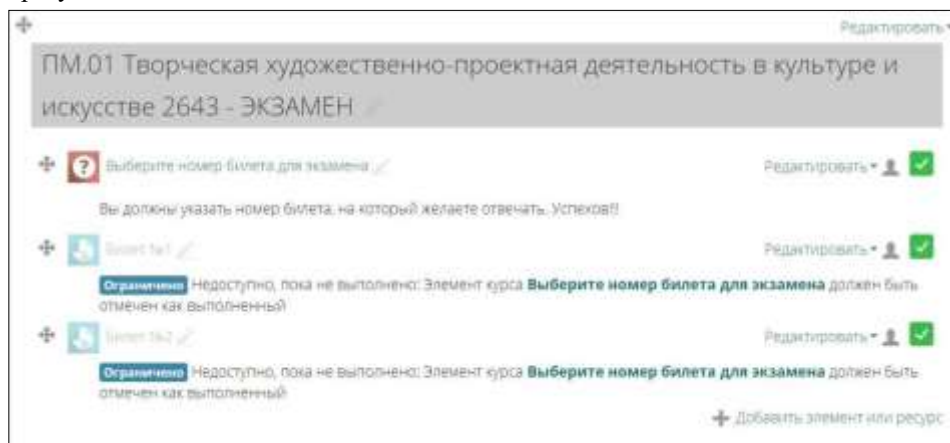 Редактировать
ПМ.01 Творческая художественно-проектная деятельность в культуре и
искусстве 2643 - ЭКЗАМЕН
Выберите номер билета для экзамена
Редактировать
Вы должны указать номер билета, на который желаете отвечать. Успехов!!
Билет №1
Редактировать
Ограничено Недоступно, пока не выполнено: Элемент курса Выберите номер билета для экзамена должен быть
отмечен как выполненный
Билет №2
Редактировать
Ограничено Недоступно, пока не выполнено: Элемент курса Выберите номер билета для экзамена должен быть
отмечен как выполненный
Добавить элемент или ресурс